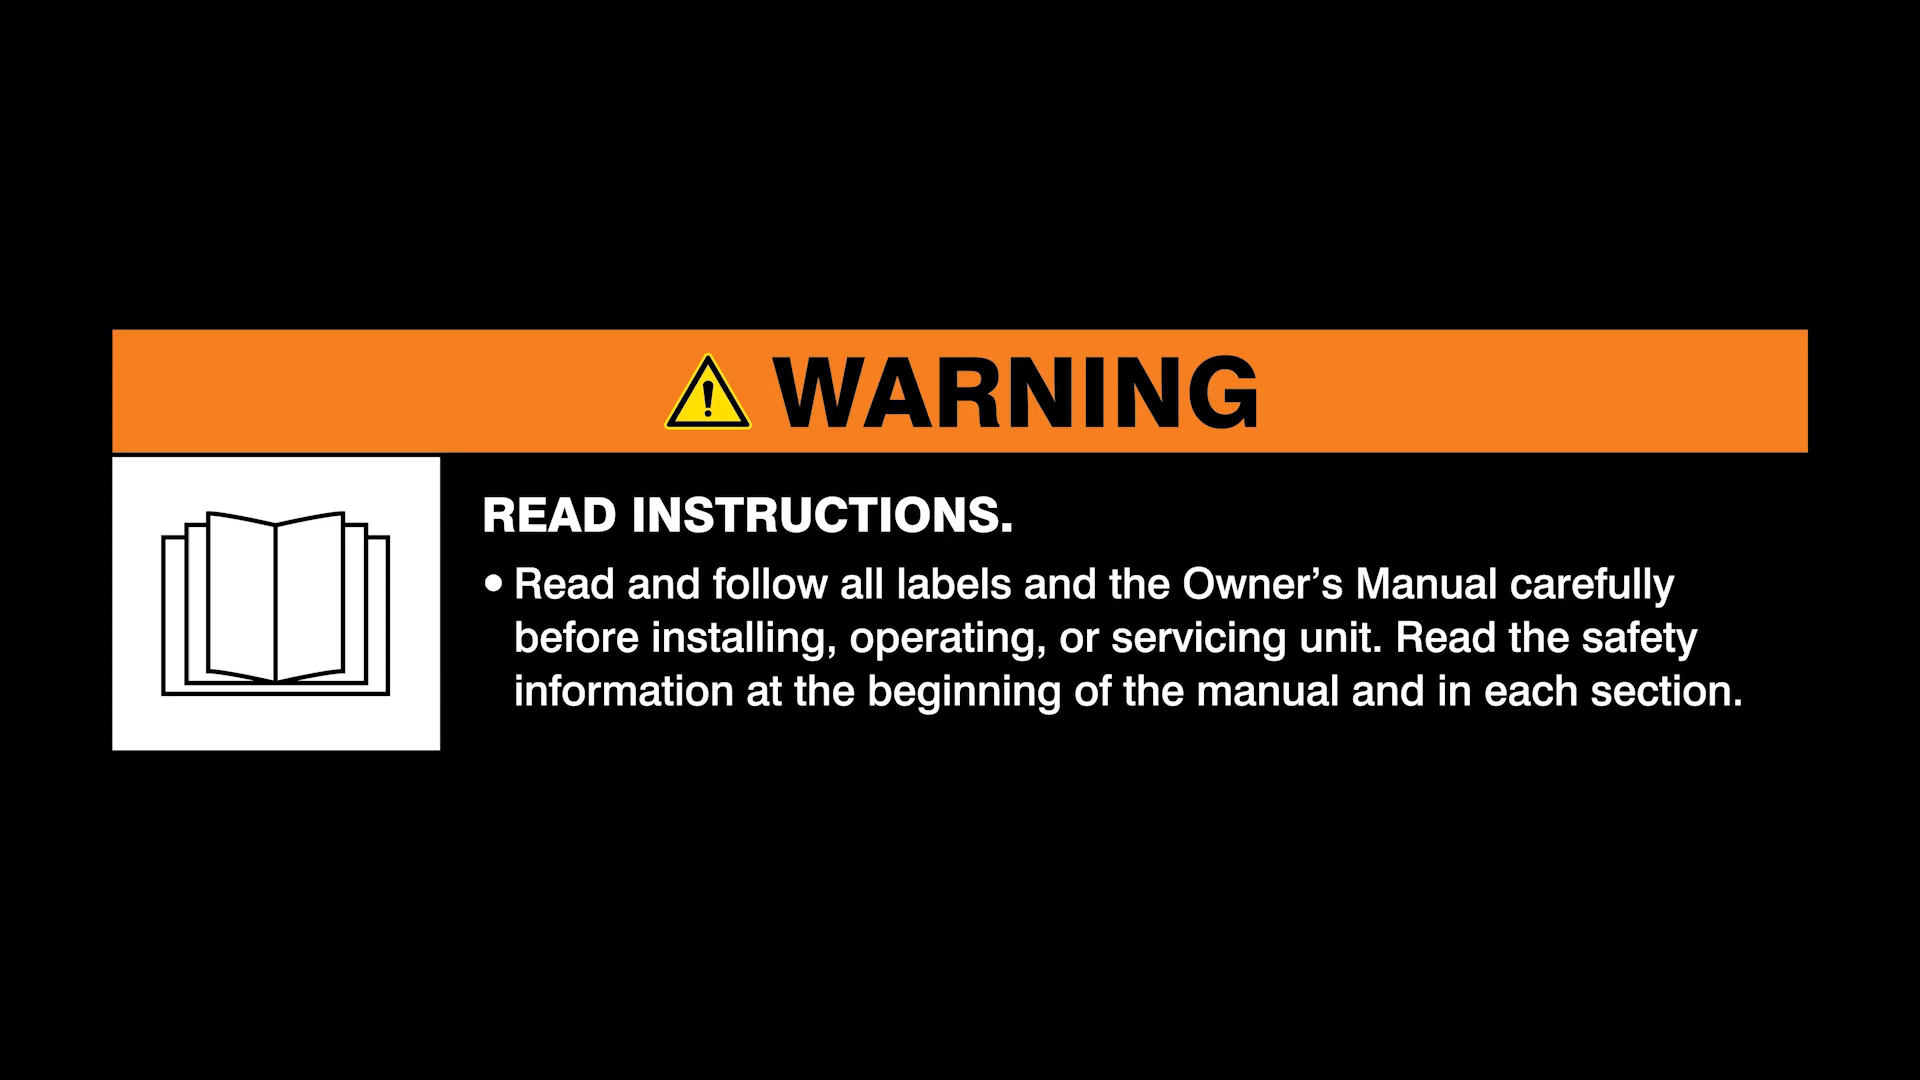 WARNING
READ INSTRUCTIONS.
• Read and follow all labels and the Owner’s Manual carefully
before installing, operating, or servicing unit. Read the safety
information at the beginning of the manual and in each section.